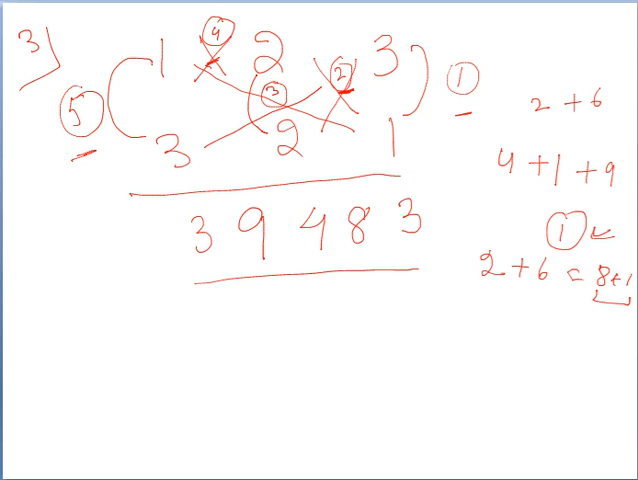 3)
4
1 2 3
2
3
1
5
3 2 1
3 9 4 8 3
2 + 6
4 + 1 + 9
1
2 + 6 = 8 + 1